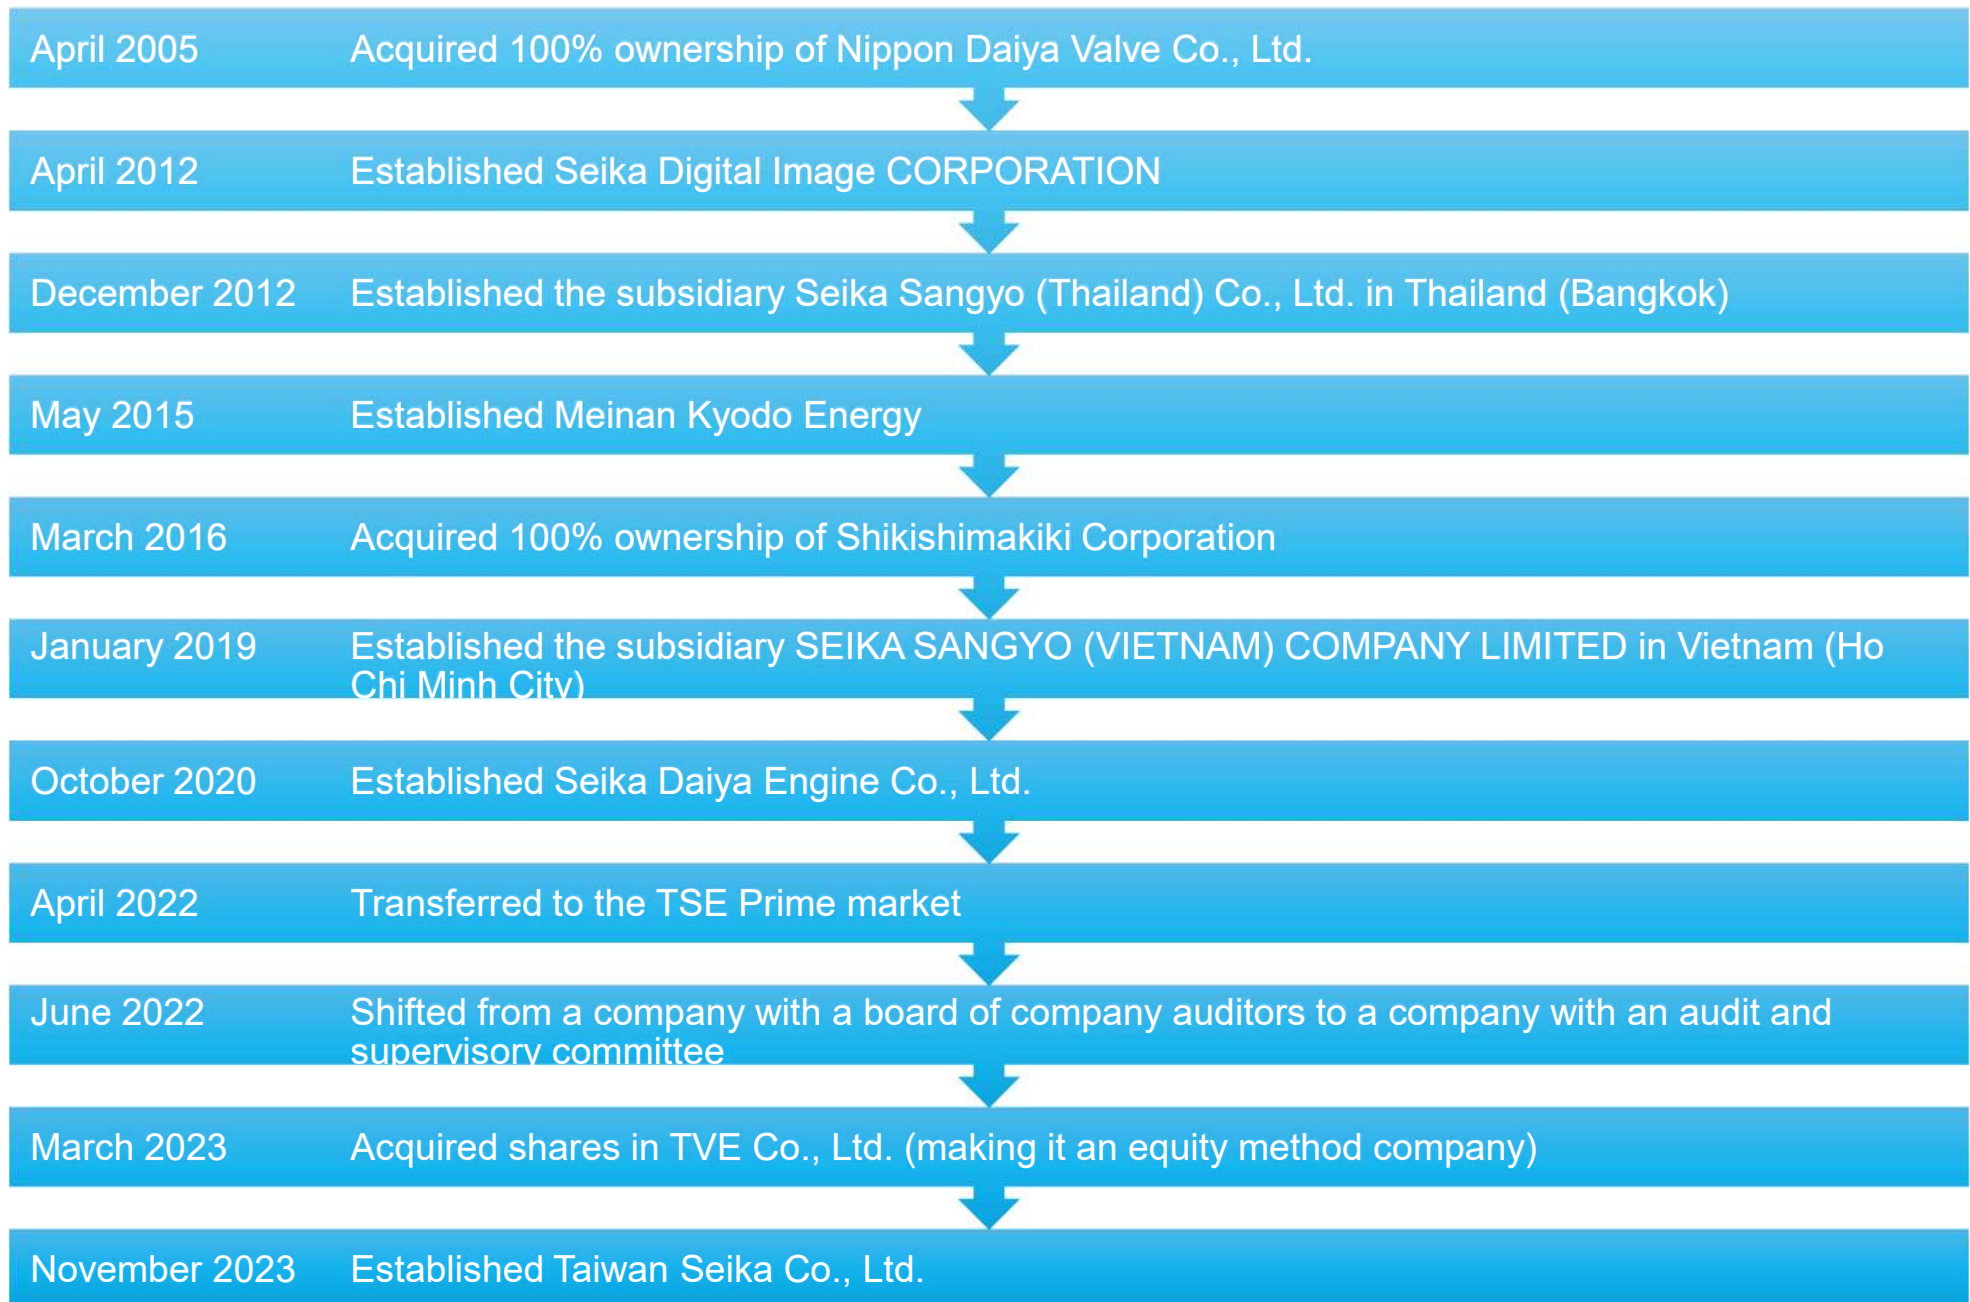 April 2005 Acquired 100% ownership of Nippon Daiya Valve Co., Ltd.
April 2012 Established Seika Digital Image CORPORATION
December 2012 Established the subsidiary Seika Sangyo (Thailand) Co., Ltd. in Thailand (Bangkok)
May 2015 Established Meinan Kyodo Energy
March 2016 Acquired 100% ownership of Shikishimakiki Corporation
January 2019 Established the subsidiary SEIKA SANGYO (VIETNAM) COMPANY LIMITED in Vietnam (Ho
Chi Minh City)
October 2020 Established Seika Daiya Engine Co., Ltd.
April 2022 Transferred to the TSE Prime market
June 2022 Shifted from a company with a board of company auditors to a company with an audit and
supervisory committee
March 2023 Acquired shares in TVE Co., Ltd. (making it an equity method company)
November 2023 Established Taiwan Seika Co., Ltd.